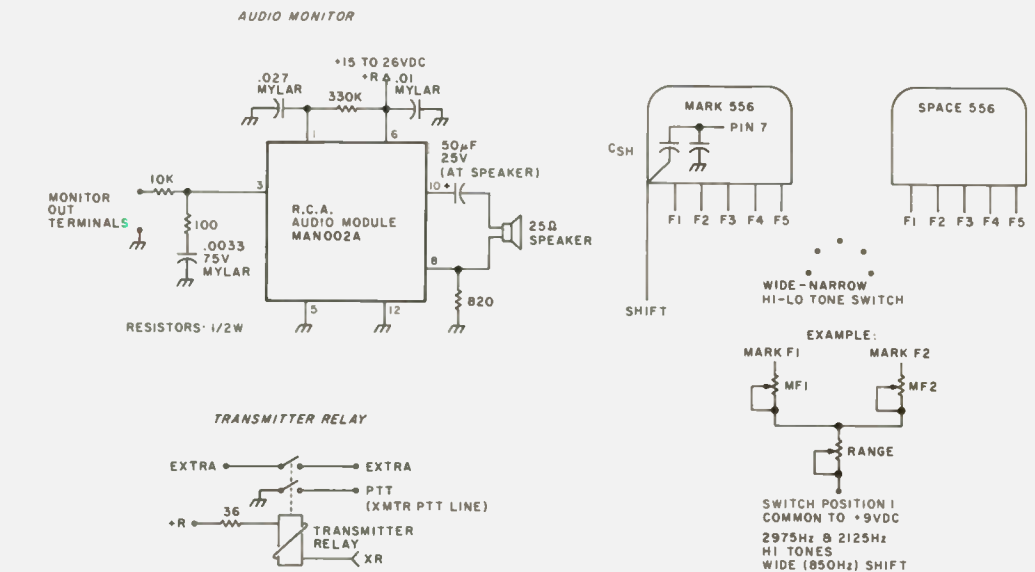 AUDIO MONITOR
+15 TO 26VDC
+R
.027
MYLAR
330K
.01
MYLAR
1
6
50µF
25V
(AT SPEAKER)
MONITOR
OUT
TERMINALS
10K
3
10
+
100
.0033
75V
MYLAR
R.C.A.
AUDIO MODULE
MAN002A
25Ω
SPEAKER
8
820
5
12
RESISTORS: 1/2W
MARK 556
PIN 7
CSH
F1 F2 F3 F4 F5
SHIFT
SPACE 556
F1 F2 F3 F4 F5
WIDE-NARROW
HI-LO TONE SWITCH
EXAMPLE:
MARK F1 MARK F2
MF1 MF2
RANGE
SWITCH POSITION 1
COMMON TO +9VDC
2975Hz & 2125Hz
HI TONES
WIDE (850Hz) SHIFT
TRANSMITTER RELAY
EXTRA EXTRA
PTT
(XMTR PTT LINE)
+R 36
TRANSMITTER
RELAY
XR